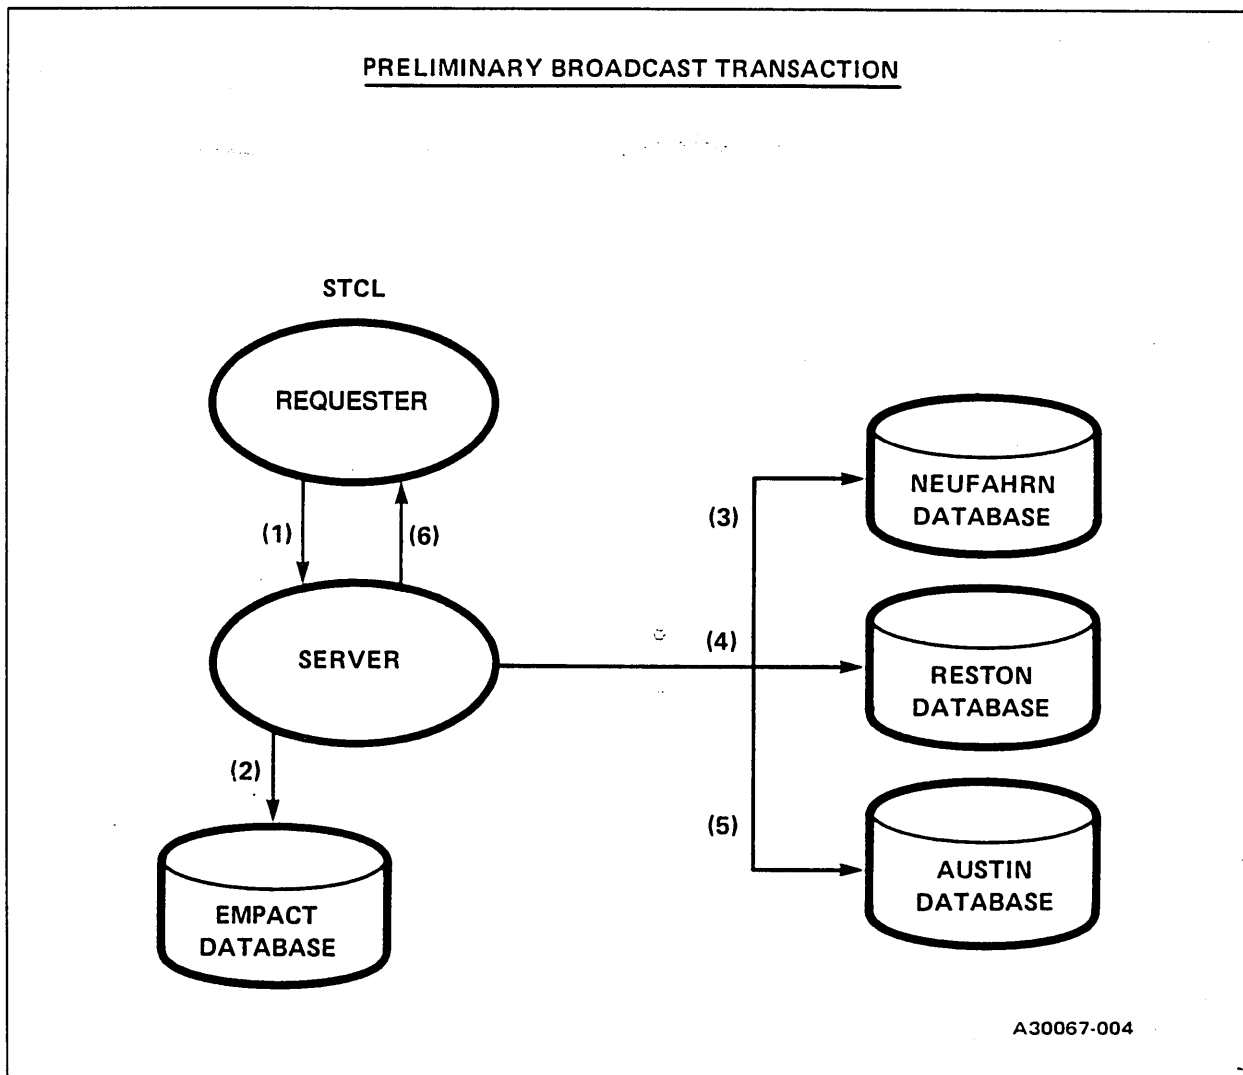 PRELIMINARY BROADCAST TRANSACTION
STCL
REQUESTER
(1)
(6)
SERVER
(2)
EMPACT
DATABASE
(3)
(4)
(5)
NEUFAHRN
DATABASE
RESTON
DATABASE
AUSTIN
DATABASE
A30067-004